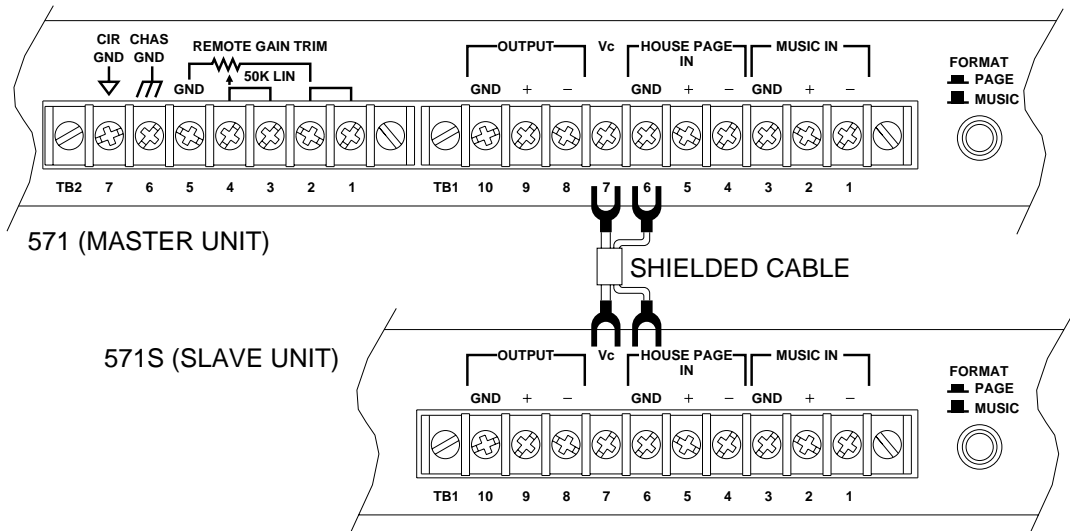 CIR CHAS
GND GND
REMOTE GAIN TRIM
GND
50K LIN
OUTPUT Vc HOUSE PAGE IN MUSIC IN
GND + − GND + − GND + −
FORMAT
PAGE
MUSIC
TB2 7 6 5 4 3 2 1 TB1 10 9 8 7 6 5 4 3 2 1
571 (MASTER UNIT)
SHIELDED CABLE
571S (SLAVE UNIT)
OUTPUT Vc HOUSE PAGE IN MUSIC IN
GND + − GND + − GND + −
FORMAT
PAGE
MUSIC
TB1 10 9 8 7 6 5 4 3 2 1